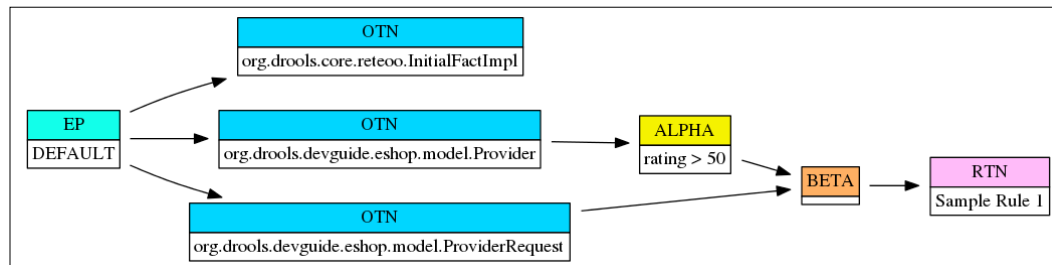 OTN
org.drools.core.reteoo.InitialFactImpl
EP
DEFAULT
OTN
org.drools.devguide.eshop.model.Provider
ALPHA
rating > 50
OTN
org.drools.devguide.eshop.model.ProviderRequest
BETA
RTN
Sample Rule 1